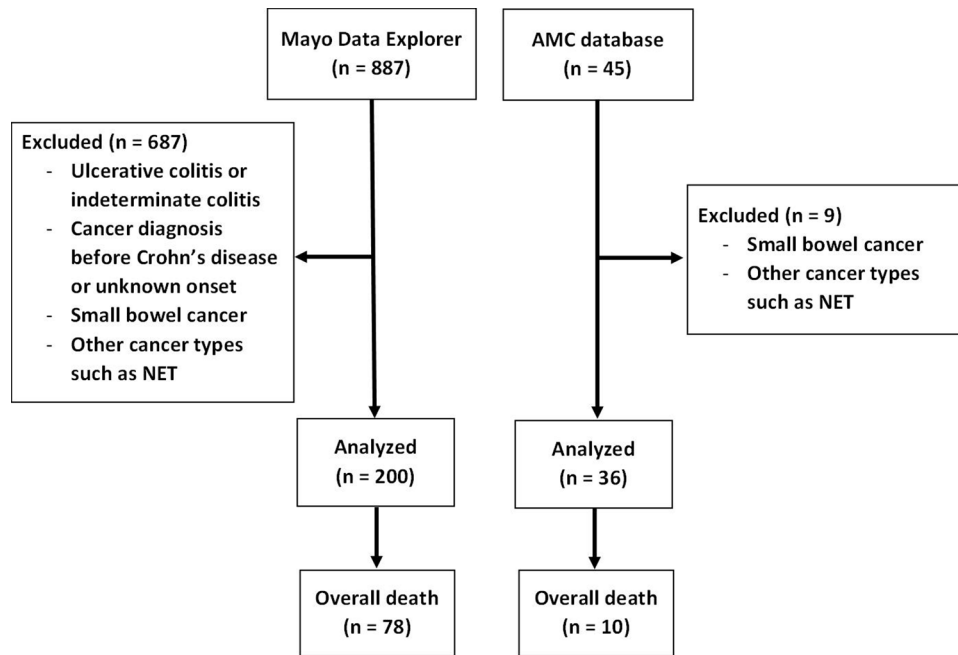 Mayo Data Explorer
(n = 887)
AMC database
(n = 45)
Excluded (n = 687)
- Ulcerative colitis or
indeterminate colitis
- Cancer diagnosis
before Crohn's disease
or unknown onset
- Small bowel cancer
- Other cancer types
such as NET
Excluded (n = 9)
- Small bowel cancer
- Other cancer types
such as NET
Analyzed
(n = 200)
Analyzed
(n = 36)
Overall death
(n = 78)
Overall death
(n = 10)